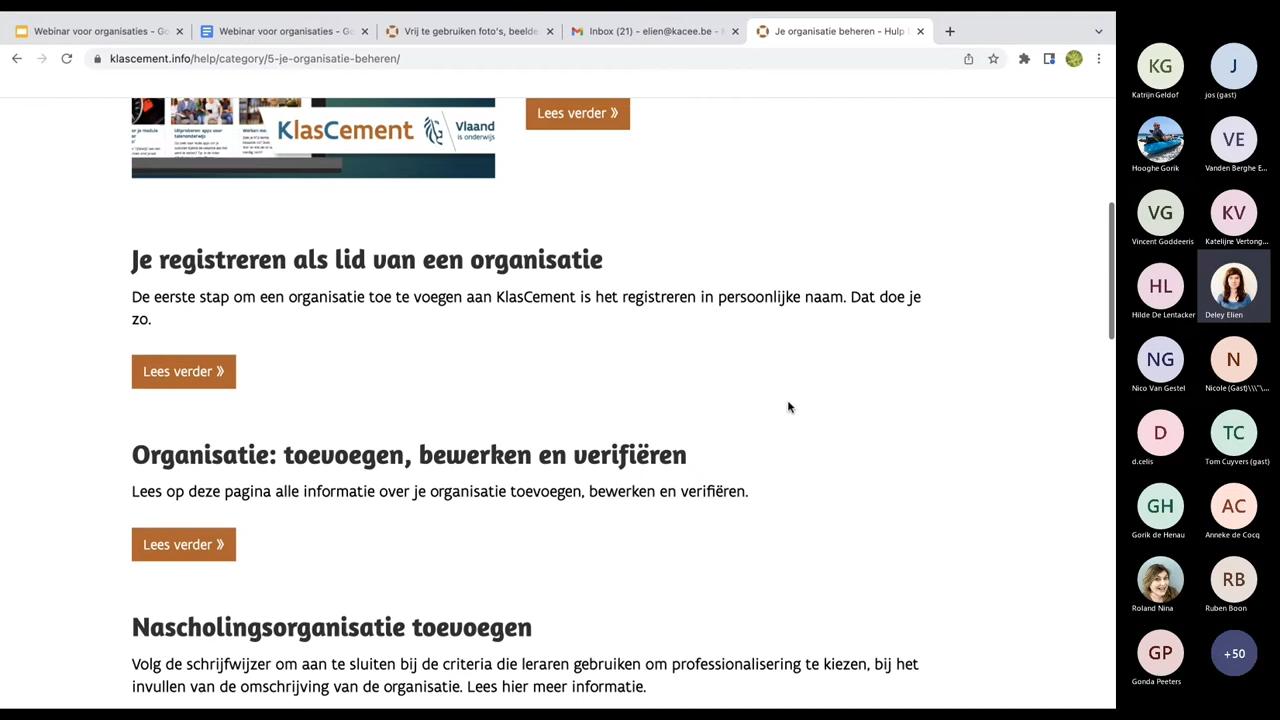 Webinar voor organisaties - Go
Webinar voor organisaties - Go
Vrij te gebruiken foto's, beelde
Inbox (21) - elien@kacee.be -
Je organisatie beheren - Hulp
klascement.info/help/category/5-je-organisatie-beheren/
KlasCement
Vlaand
is onderwijs
Lees verder »
Je registreren als lid van een organisatie
De eerste stap om een organisatie toe te voegen aan KlasCement is het registreren in persoonlijke naam. Dat doe je
zo.
Lees verder »
Organisatie: toevoegen, bewerken en verifiëren
Lees op deze pagina alle informatie over je organisatie toevoegen, bewerken en verifiëren.
Lees verder »
Nascholingsorganisatie toevoegen
Volg de schrijfwijzer om aan te sluiten bij de criteria die leraren gebruiken om professionalisering te kiezen, bij het
invullen van de omschrijving van de organisatie. Lees hier meer informatie.
KG
J
Katrijn Geldof
jos (gast)
VE
Hooghe Gorik
Vanden Berghe E...
VG
KV
Vincent Goddeeris
Katelijne Vertong...
HL
Hilde De Lentacker
Deley Elien
NG
N
Nico Van Gestel
Nicole (Gast)\\\"\...
D
TC
d.celis
Tom Cuyvers (gast)
GH
AC
Gorik de Henau
Anneke de Cocq
RB
Roland Nina
Ruben Boon
GP
+50
Gonda Peeters